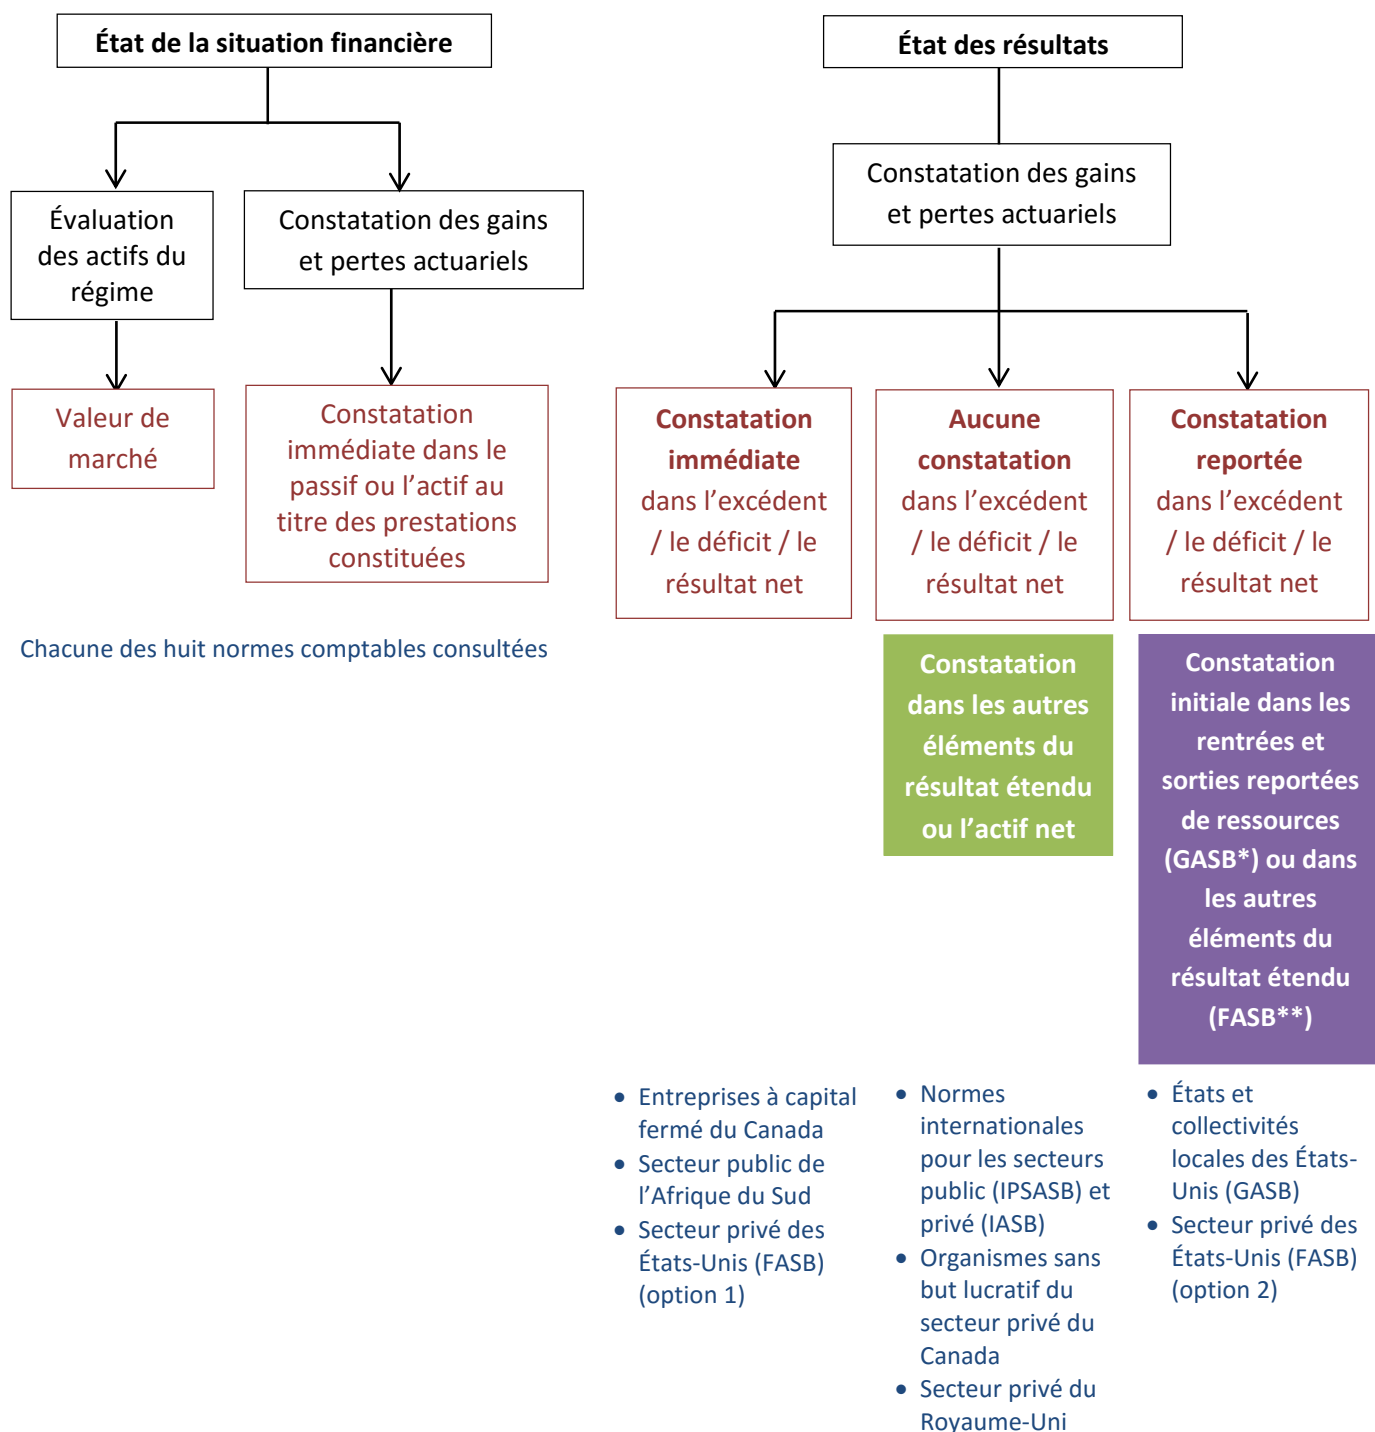 État de la situation financière
Évaluation
des actifs du
régime
Constatation des gains
et pertes actuariels
Valeur de
marché
Constatation
immédiate dans le
passif ou l’actif au
titre des prestations
constituées
Chacune des huit normes comptables consultées
État des résultats
Constatation des gains
et pertes actuariels
Constatation
immédiate
dans l’excédent
/ le déficit / le
résultat net
Aucune
constatation
dans l’excédent
/ le déficit / le
résultat net
Constatation
reportée
dans l’excédent
/ le déficit / le
résultat net
Constatation
dans les autres
éléments du
résultat étendu
ou l’actif net
Constatation
initiale dans les
rentrées et
sorties reportées
de ressources
(GASB*) ou dans
les autres
éléments du
résultat étendu
(FASB**)
• Entreprises à capital
fermé du Canada
• Secteur public de
l’Afrique du Sud
• Secteur privé des
États-Unis (FASB)
(option 1)
• Normes
internationales
pour les secteurs
public (IPSASB) et
privé (IASB)
• Organismes sans
but lucratif du
secteur privé du
Canada
• Secteur privé du
Royaume-Uni
• États et
collectivités
locales des États-
Unis (GASB)
• Secteur privé des
États-Unis (FASB)
(option 2)